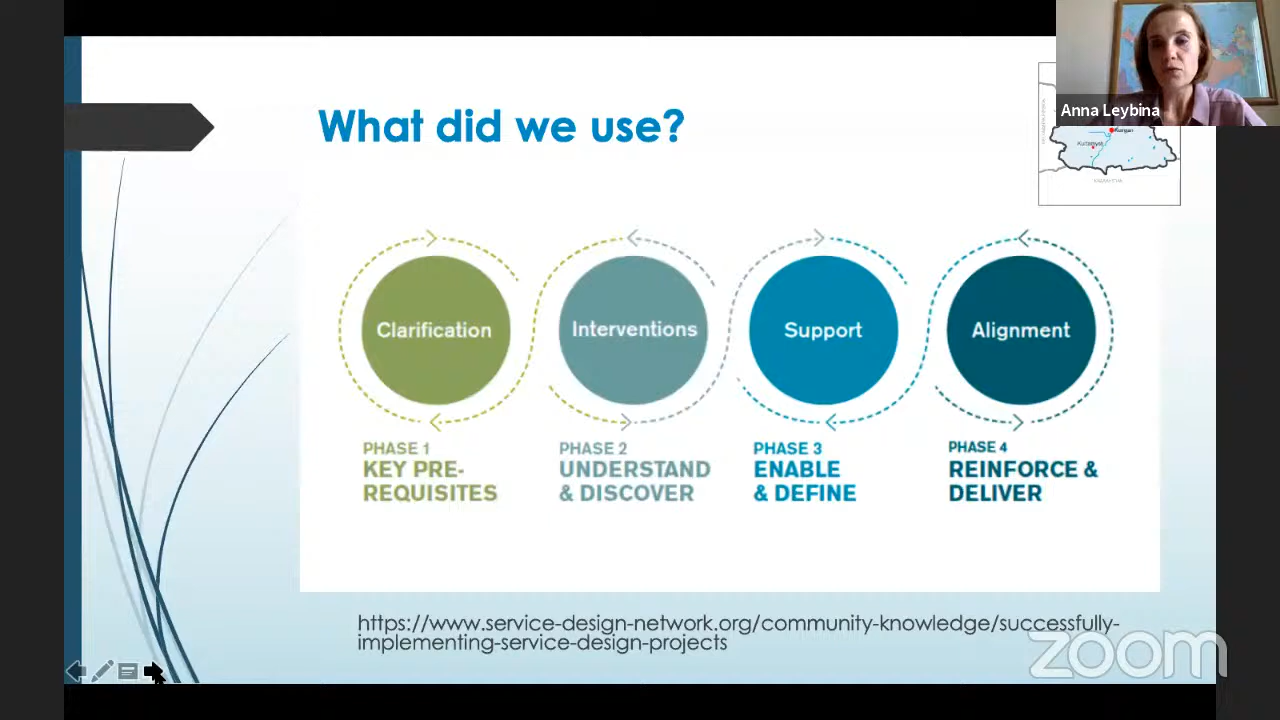 What did we use?
Anna Leybina
Kurgan
Kurtamysh
Clarification
Interventions
Support
Alignment
PHASE 1
KEY PRE-
REQUISITES
PHASE 2
UNDERSTAND
& DISCOVER
PHASE 3
ENABLE
& DEFINE
PHASE 4
REINFORCE &
DELIVER
https://www.service-design-network.org/community-knowledge/successfully-
implementing-service-design-projects
zoom